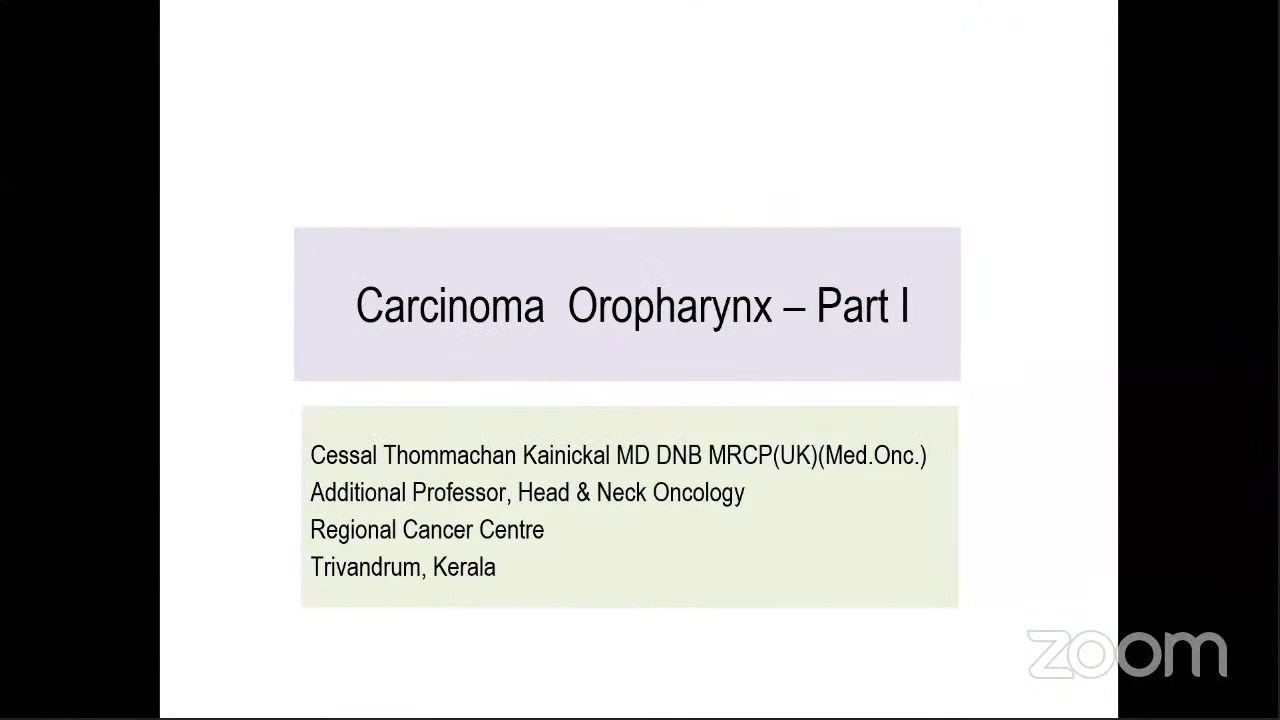 Carcinoma Oropharynx – Part I
Cessal Thommachan Kainickal MD DNB MRCP(UK)(Med.Onc.)
Additional Professor, Head & Neck Oncology
Regional Cancer Centre
Trivandrum, Kerala
zoom